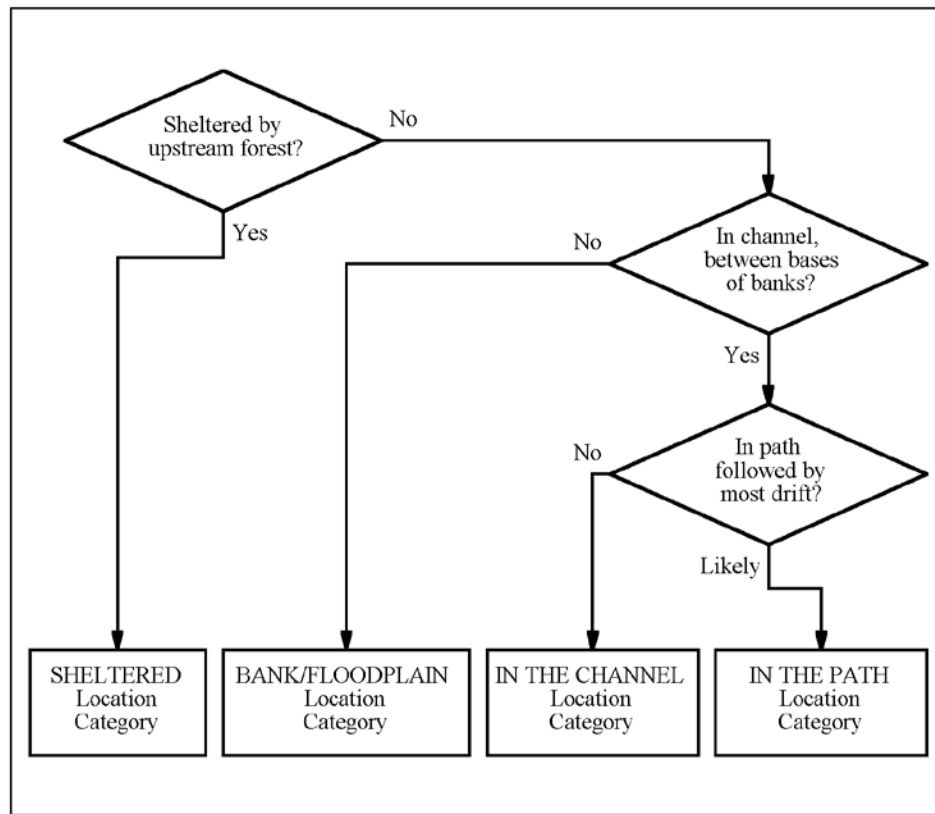 Sheltered by
upstream forest?
No
Yes
In channel,
between bases
of banks?
No
Yes
In path
followed by
most drift?
No
Likely
SHELTERED
Location
Category
BANK/FLOODPLAIN
Location
Category
IN THE CHANNEL
Location
Category
IN THE PATH
Location
Category